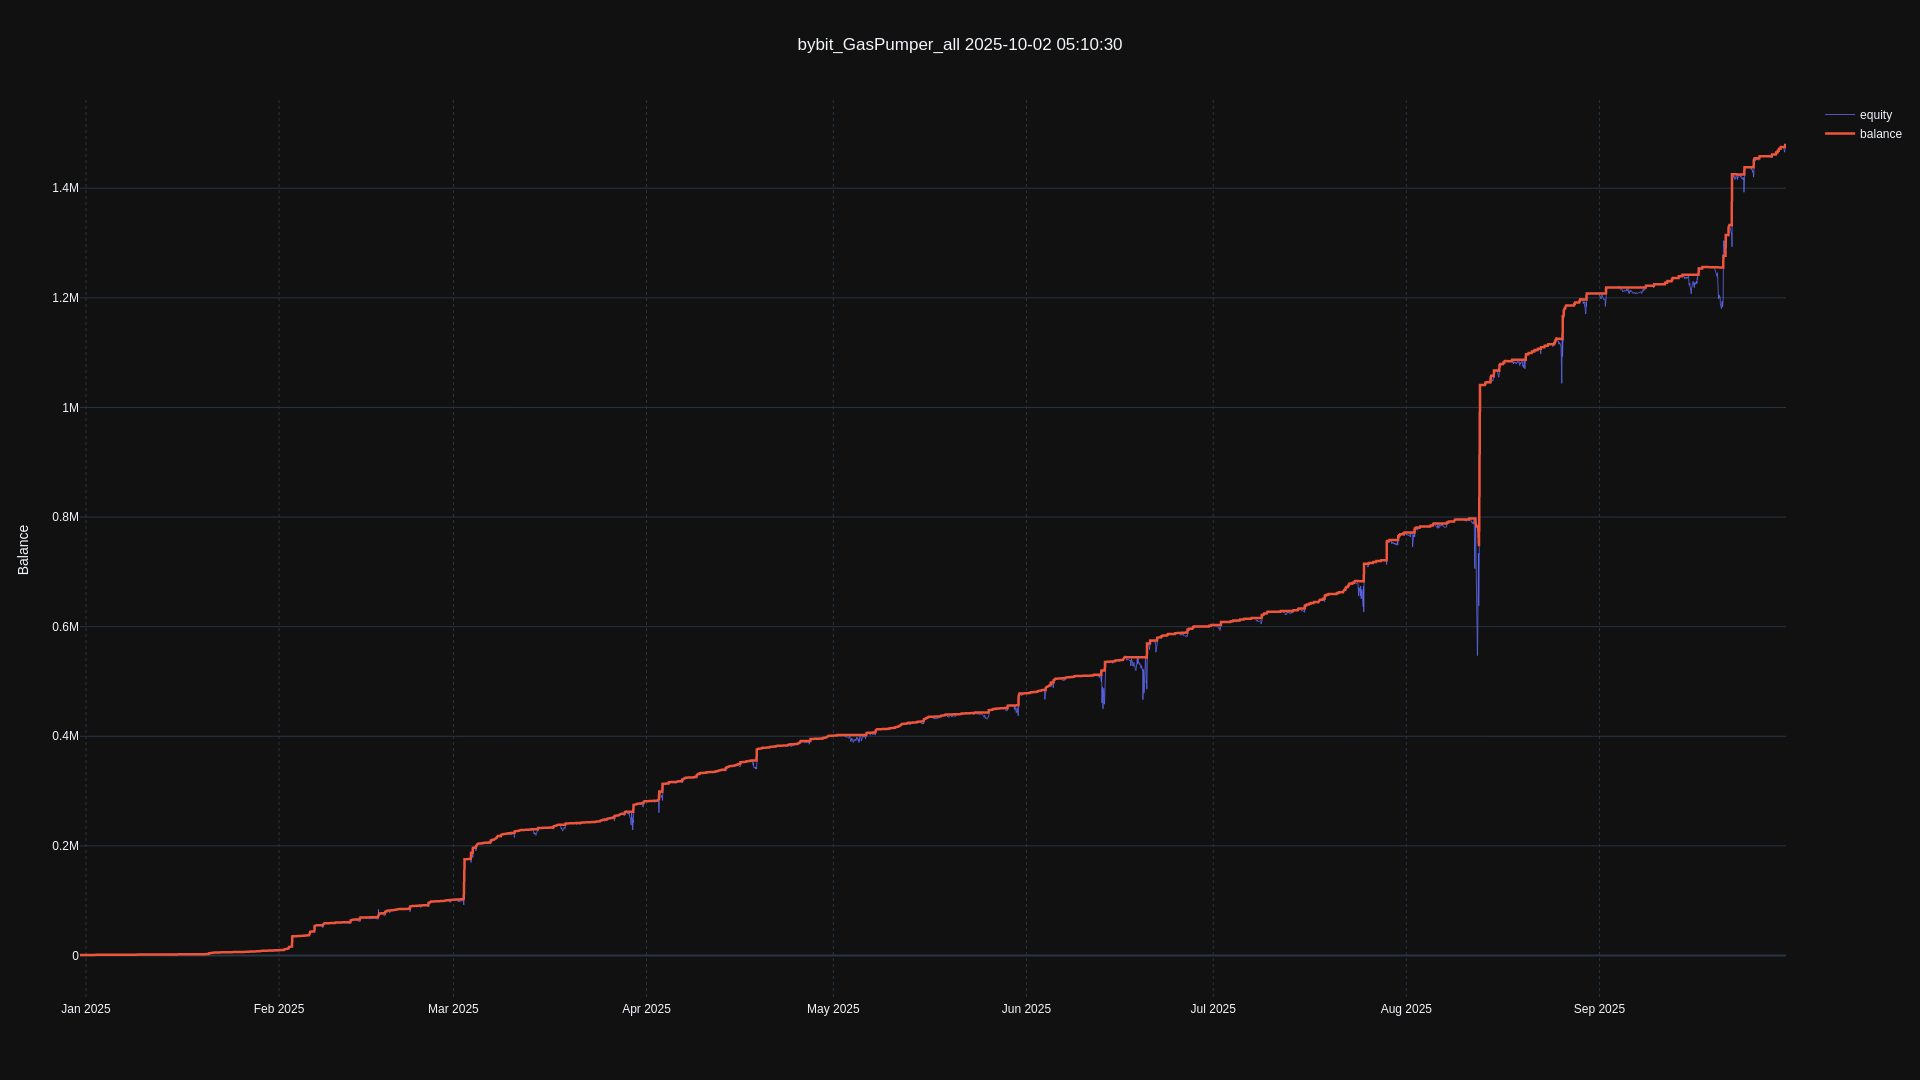 bybit_GasPumper_all 2025-10-02 05:10:30
equity
balance
1.4M
1.2M
1M
0.8M
0.6M
0.4M
0.2M
0
Balance
Jan 2025
Feb 2025
Mar 2025
Apr 2025
May 2025
Jun 2025
Jul 2025
Aug 2025
Sep 2025